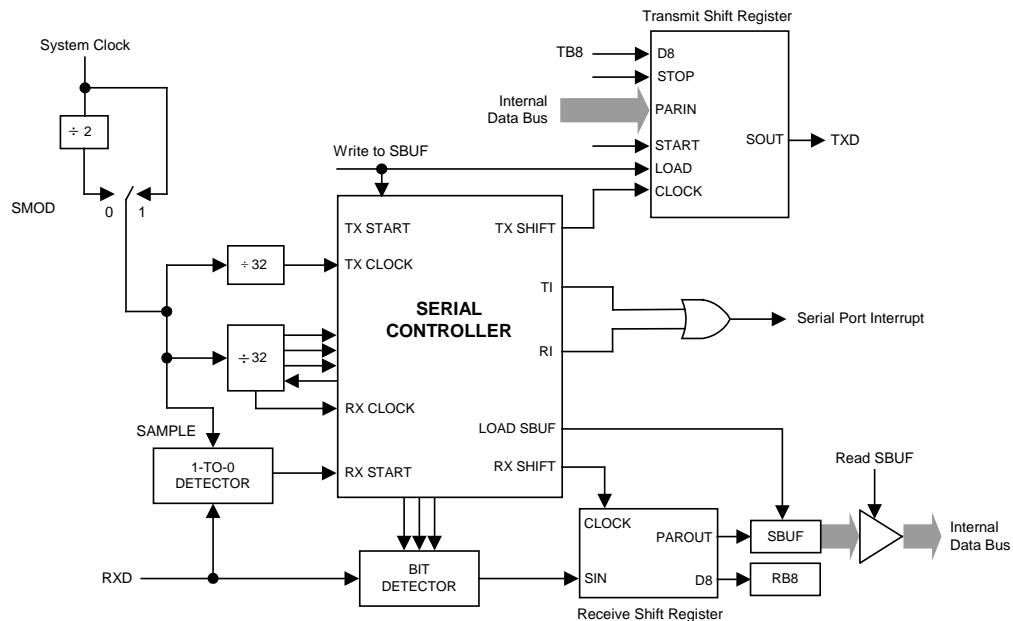 Transmit Shift Register
System Clock
TB8
D8
STOP
Internal
Data Bus
PARIN
÷ 2
SOUT
TXD
START
Write to SBUF
LOAD
CLOCK
SMOD
0
1
TX START
TX SHIFT
÷ 32
TX CLOCK
TI
SERIAL
CONTROLLER
Serial Port Interrupt
÷ 32
RI
RX CLOCK
SAMPLE
LOAD SBUF
1-TO-0
DETECTOR
RX START
RX SHIFT
Read SBUF
CLOCK
PAROUT
SBUF
Internal
Data Bus
RXD
BIT
DETECTOR
SIN
D8
RB8
Receive Shift Register